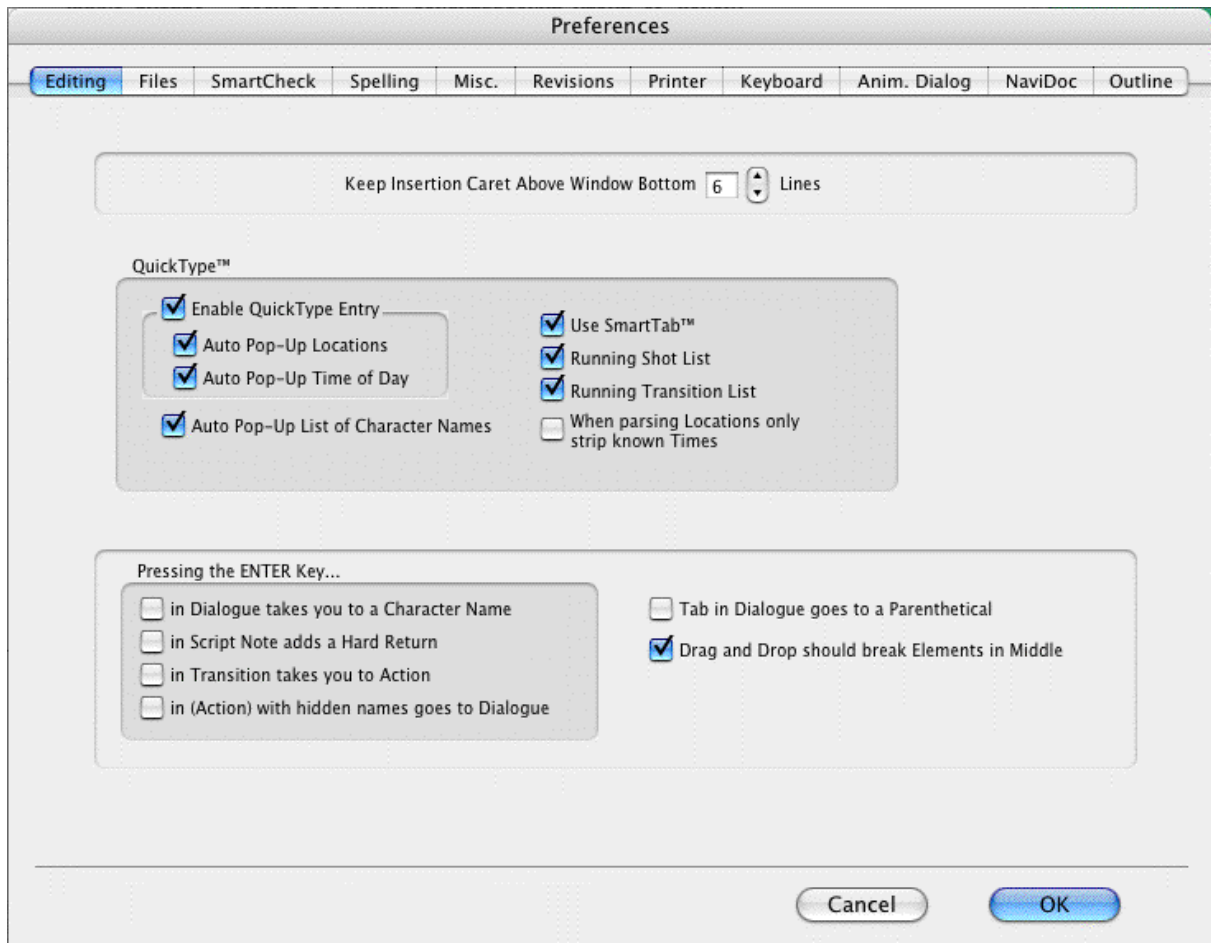 Preferences
Editing Files SmartCheck Spelling Misc. Revisions Printer Keyboard Anim. Dialog NaviDoc Outline
Keep Insertion Caret Above Window Bottom 6 Lines
QuickType™
Enable QuickType Entry
Auto Pop-Up Locations
Auto Pop-Up Time of Day
Auto Pop-Up List of Character Names
Use SmartTab™
Running Shot List
Running Transition List
When parsing Locations only
strip known Times
Pressing the ENTER Key...
in Dialogue takes you to a Character Name
in Script Note adds a Hard Return
in Transition takes you to Action
in (Action) with hidden names goes to Dialogue
Tab in Dialogue goes to a Parenthetical
Drag and Drop should break Elements in Middle
Cancel OK